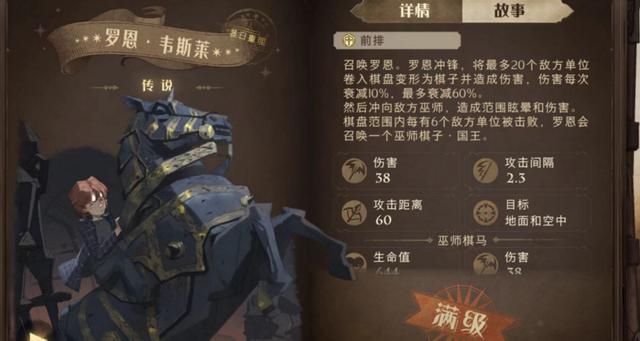 详情
故事
罗恩·韦斯莱
昔日重现
传说
前排
召唤罗恩。罗恩冲锋，将最多20个敌方单位
卷入棋盘变形为棋子并造成伤害，伤害每次
衰减10%，最多衰减60%。
然后冲向敌方巫师，造成范围眩晕和伤害。
棋盘范围内每有6个敌方单位被击败，罗恩会
召唤一个巫师棋子·国王。
伤害
38
攻击间隔
2.3
攻击距离
60
目标
地面和空中
巫师棋马
生命值
644
伤害
38
满级